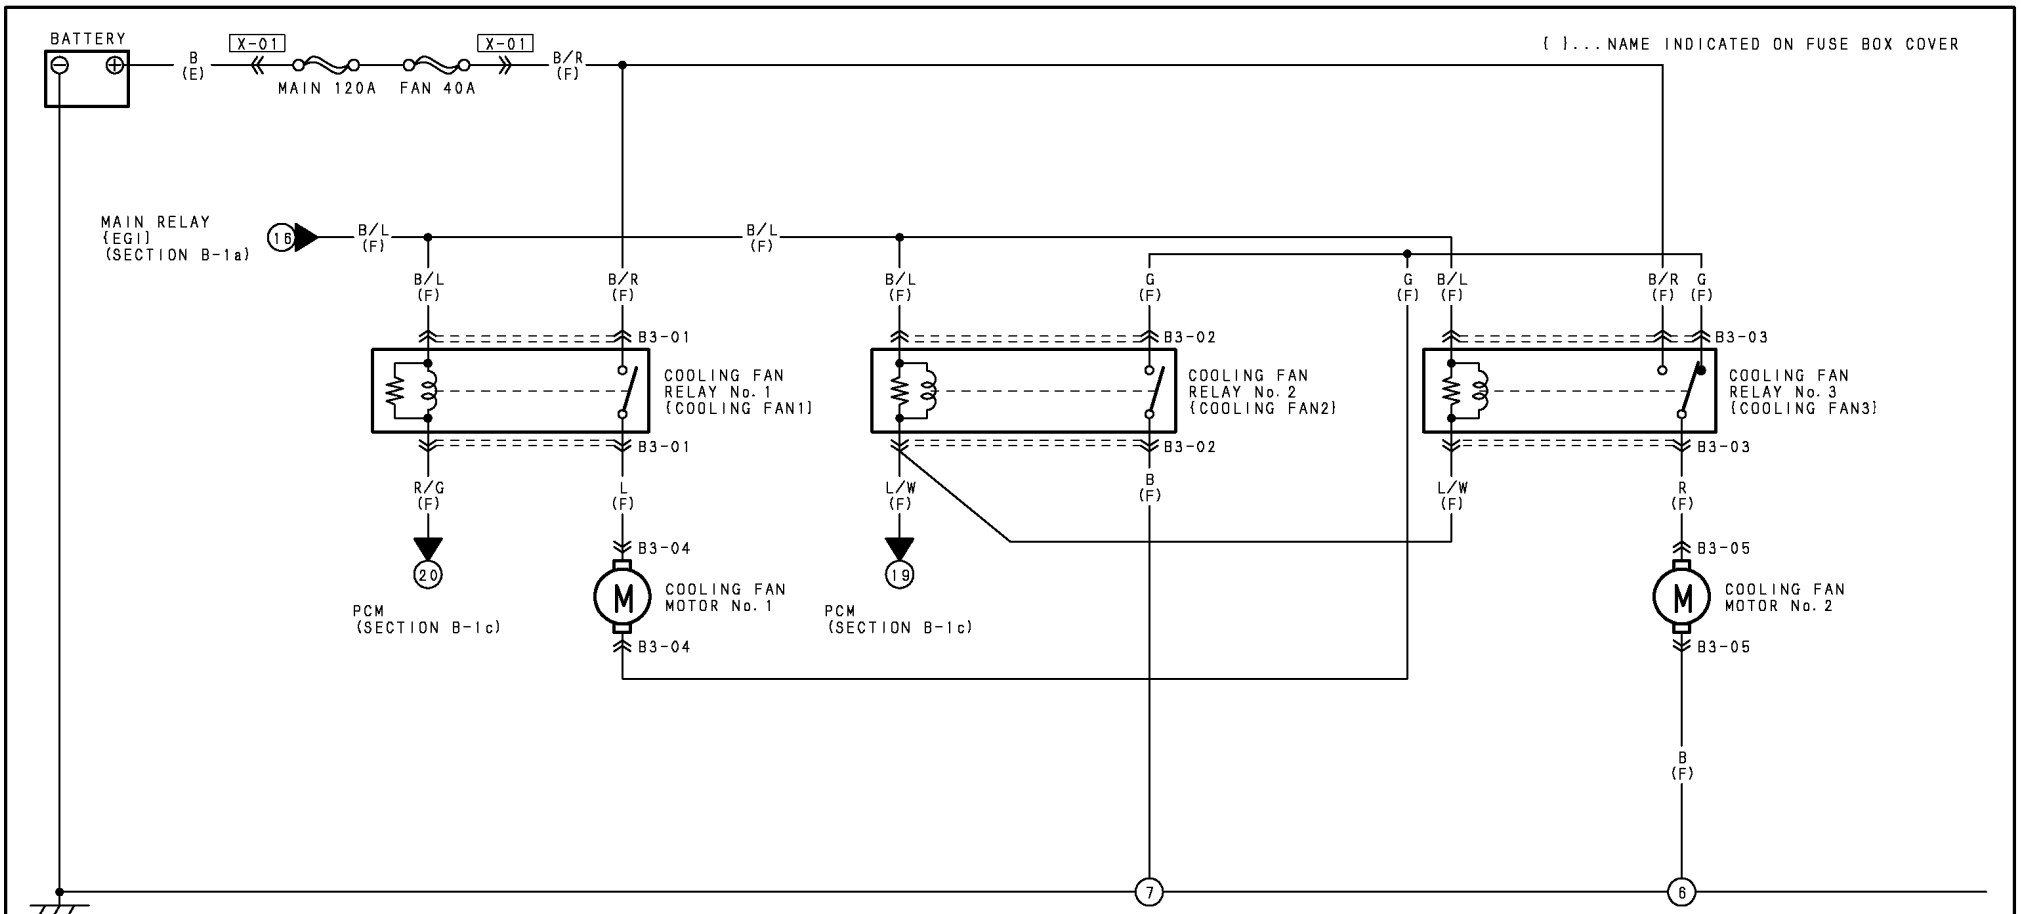 BATTERY
X-01
X-01
{ }...NAME INDICATED ON FUSE BOX COVER
B
(E)
B/R
(F)
MAIN 120A
FAN 40A
MAIN RELAY
{EGI}
(SECTION B-1a)
16
B/L
(F)
B/L
(F)
B/L
(F)
B/R
(F)
B/L
(F)
G
(F)
G
(F)
B/L
(F)
B/R
(F)
G
(F)
B3-01
B3-02
B3-03
COOLING FAN
RELAY No.1
{COOLING FAN1}
COOLING FAN
RELAY No.2
{COOLING FAN2}
COOLING FAN
RELAY No.3
{COOLING FAN3}
B3-01
B3-02
B3-03
R/G
(F)
L
(F)
L/W
(F)
B
(F)
L/W
(F)
R
(F)
B3-04
B3-05
20
PCM
(SECTION B-1c)
M
COOLING FAN
MOTOR No.1
19
PCM
(SECTION B-1c)
M
COOLING FAN
MOTOR No.2
B3-04
B3-05
B
(F)
7
6